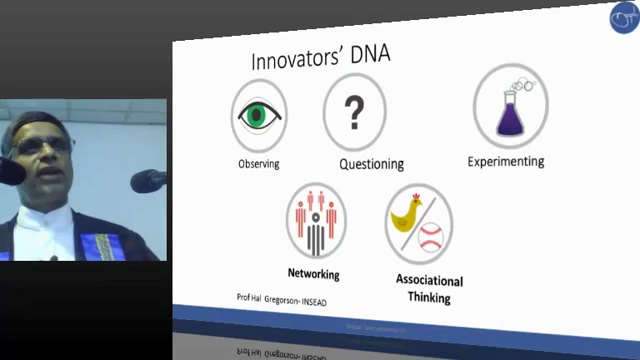 Innovators' DNA
?
Observing
Questioning
Experimenting
Networking
Associational
Thinking
Prof Hal Gregorson- INSEAD